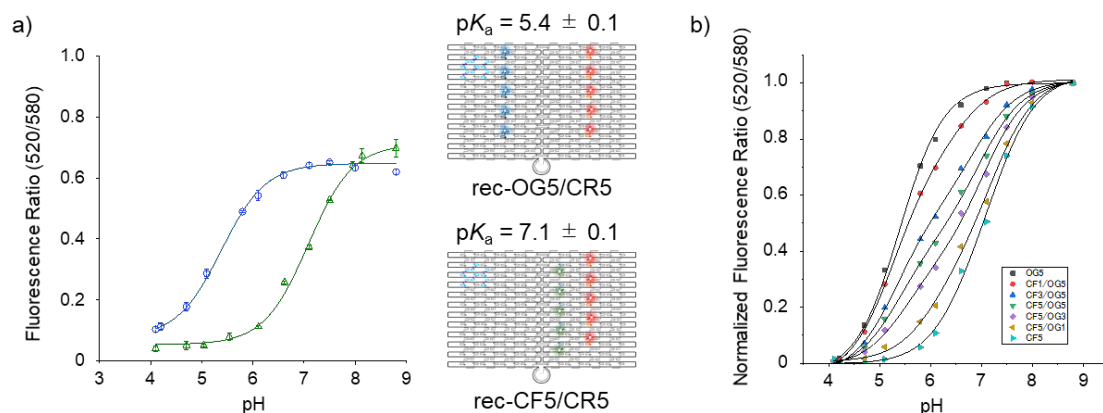 a)
Fluorescence Ratio (520/580)
1.0
0.8
0.6
0.4
0.2
0
3 4 5 6 7 8 9
pH
pKa = 5.4 ± 0.1
rec-OG5/CR5
pKa = 7.1 ± 0.1
rec-CF5/CR5
b)
Normalized Fluorescence Ratio (520/580)
1.0
0.8
0.6
0.4
0.2
0
4 5 6 7 8 9
pH
OG5
CF1/OG5
CF3/OG5
CF5/OG5
CF5/OG3
CF5/OG1
CF5